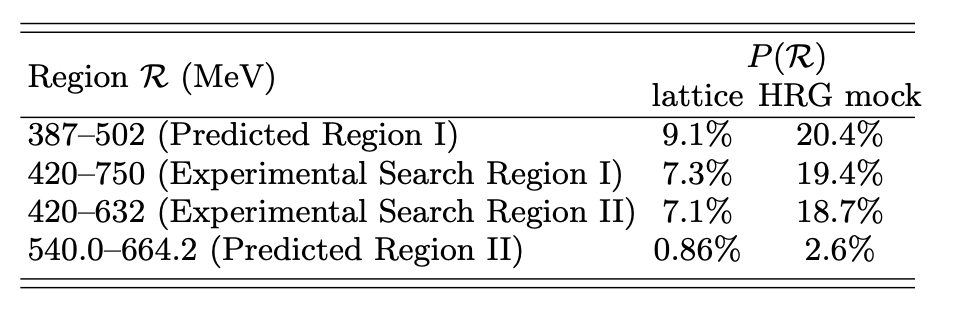 P(R)
Region R (MeV)
lattice HRG mock
387–502 (Predicted Region I) 9.1% 20.4%
420–750 (Experimental Search Region I) 7.3% 19.4%
420–632 (Experimental Search Region II) 7.1% 18.7%
540.0–664.2 (Predicted Region II) 0.86% 2.6%